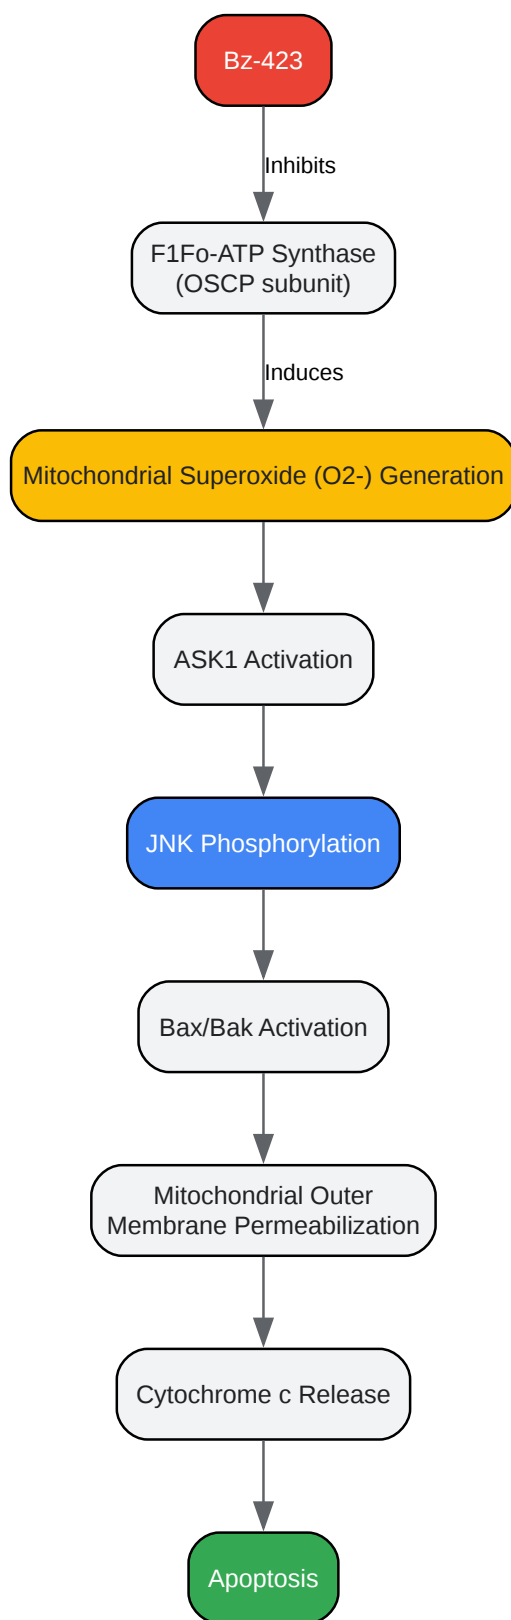 Bz-423
Inhibits
F1Fo-ATP Synthase
(OSCP subunit)
Induces
Mitochondrial Superoxide (O2-) Generation
ASK1 Activation
JNK Phosphorylation
Bax/Bak Activation
Mitochondrial Outer
Membrane Permeabilization
Cytochrome c Release
Apoptosis